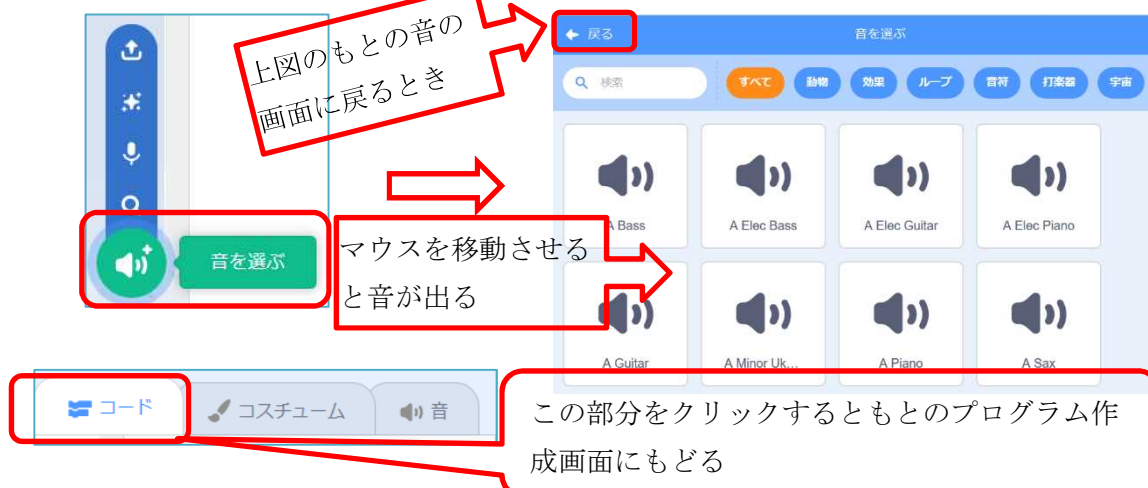 上図のもとの音の
画面に戻るとき
戻る
音を選ぶ
検索
すべて
動物
効果
ループ
音符
打楽器
宇宙
A Bass
A Elec Bass
A Elec Guitar
A Elec Piano
音を選ぶ
マウスを移動させる
と音が出る
A Guitar
A Minor Uk...
A Piano
A Sax
コード
コスチューム
音
この部分をクリックするともとのプログラム作
成画面にもどる